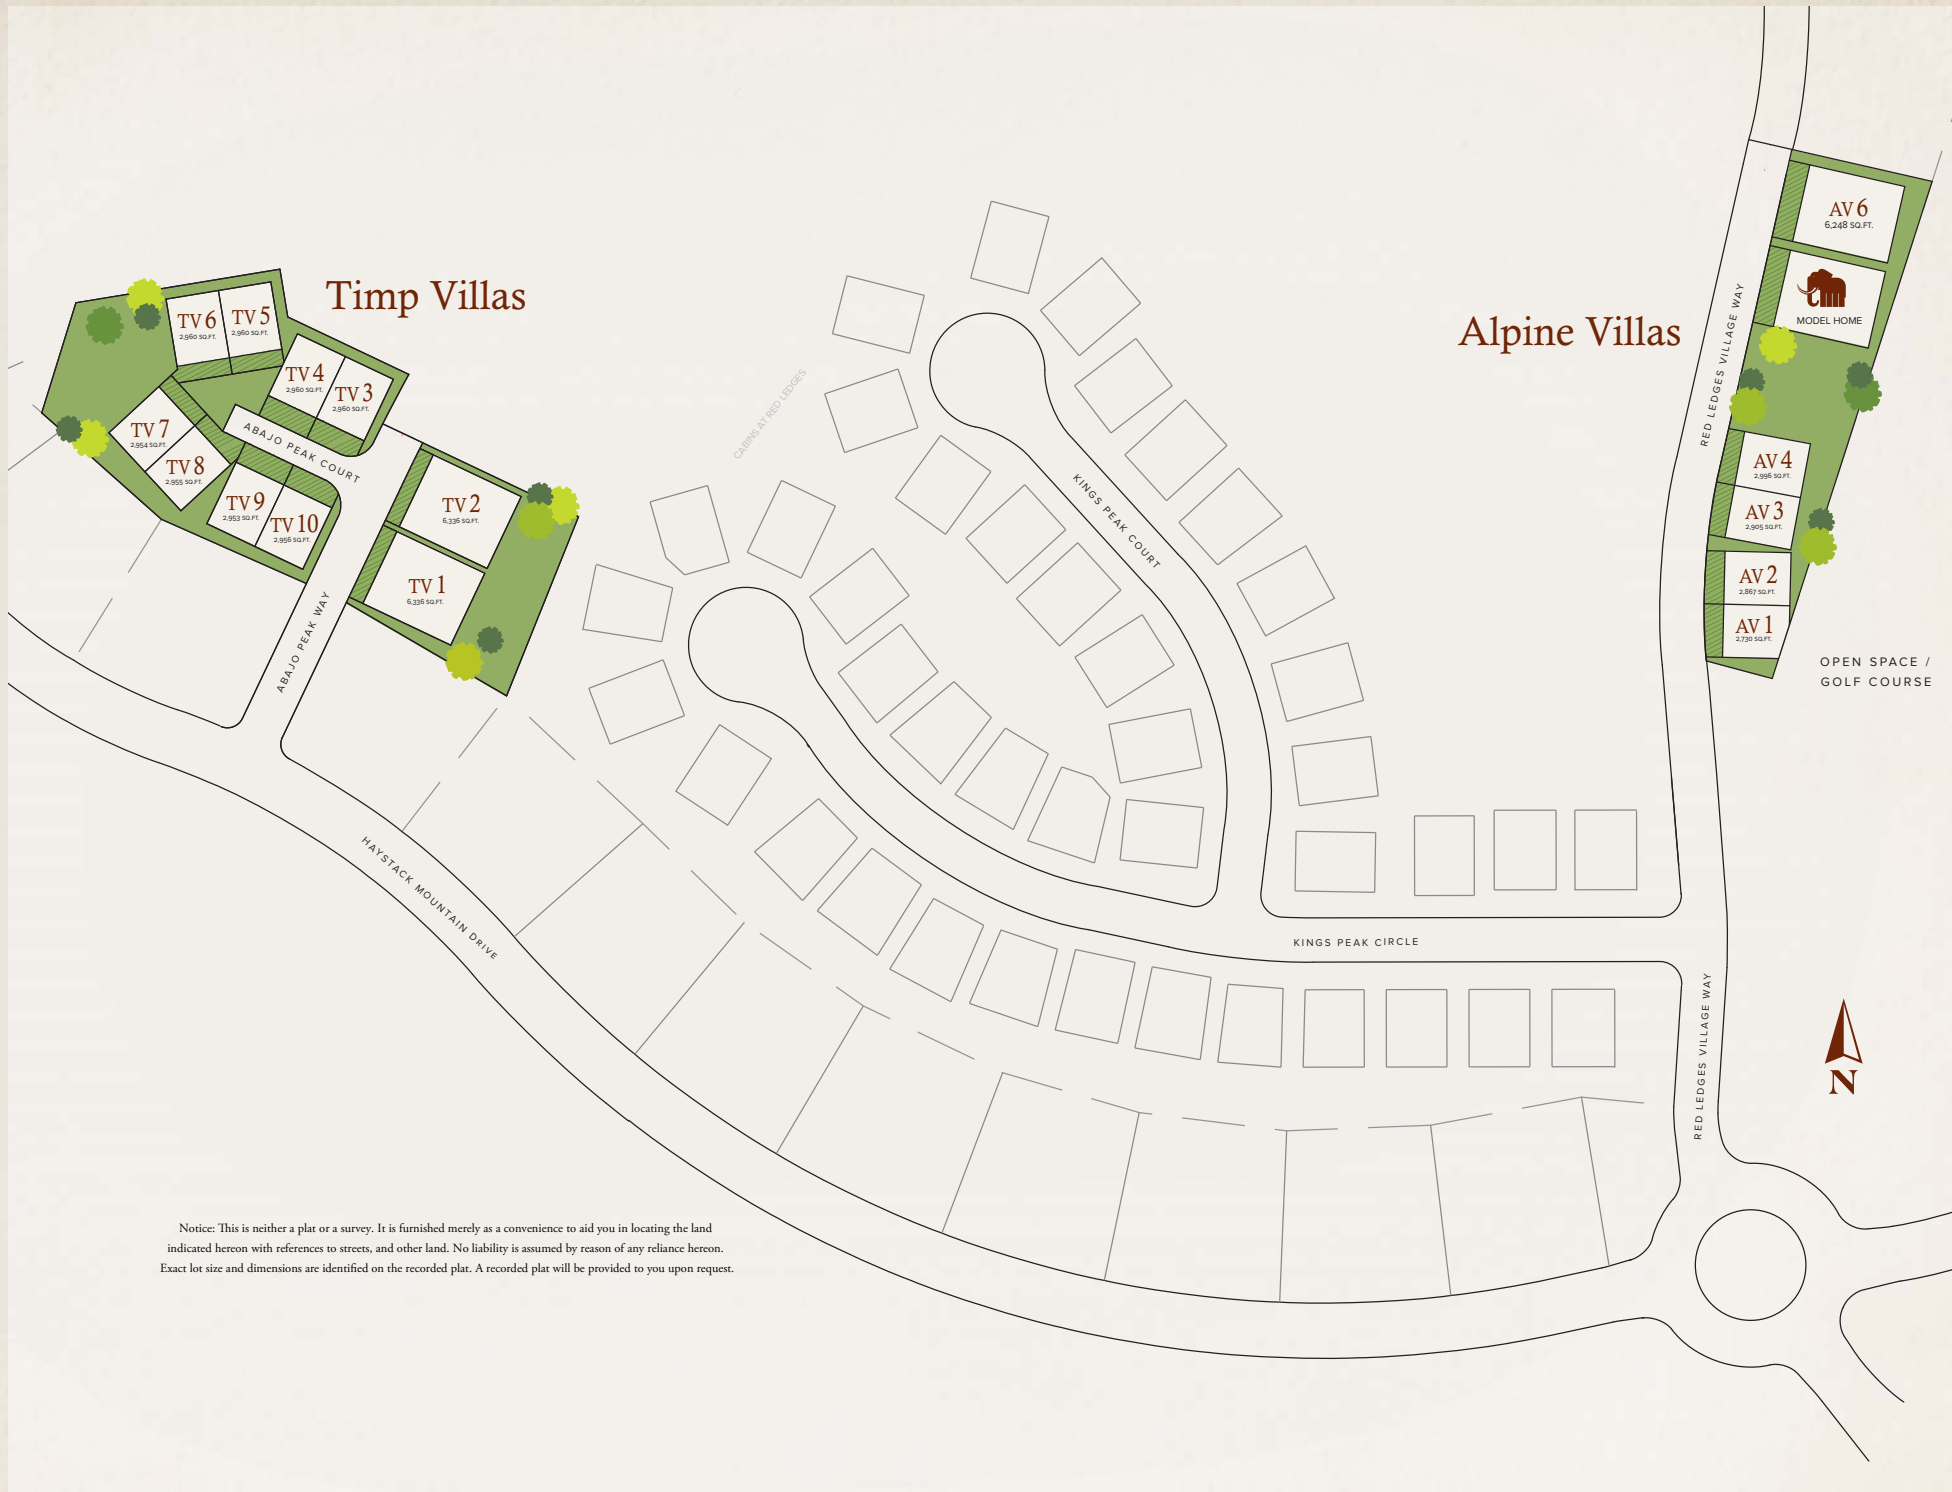 Timp Villas
TV 6
2,960 SQ.FT.
TV 5
2,960 SQ.FT.
TV 4
2,960 SQ.FT.
TV 3
2,960 SQ.FT.
TV 7
2,954 SQ.FT.
TV 8
2,955 SQ.FT.
TV 9
2,953 SQ.FT.
TV 10
2,956 SQ.FT.
ABAJO PEAK COURT
TV 2
6,336 SQ.FT.
TV 1
6,336 SQ.FT.
ABAJO PEAK WAY
HAYSTACK MOUNTAIN DRIVE
CABINS AT RED LEDGES
KINGS PEAK COURT
KINGS PEAK CIRCLE
Alpine Villas
RED LEDGES VILLAGE WAY
AV 6
6,248 SQ.FT.
MODEL HOME
AV 4
2,996 SQ.FT.
AV 3
2,905 SQ.FT.
AV 2
2,867 SQ.FT.
AV 1
2,730 SQ.FT.
OPEN SPACE /
GOLF COURSE
RED LEDGES VILLAGE WAY
N
Notice: This is neither a plat or a survey. It is furnished merely as a convenience to aid you in locating the land
indicated hereon with references to streets, and other land. No liability is assumed by reason of any reliance hereon.
Exact lot size and dimensions are identified on the recorded plat. A recorded plat will be provided to you upon request.